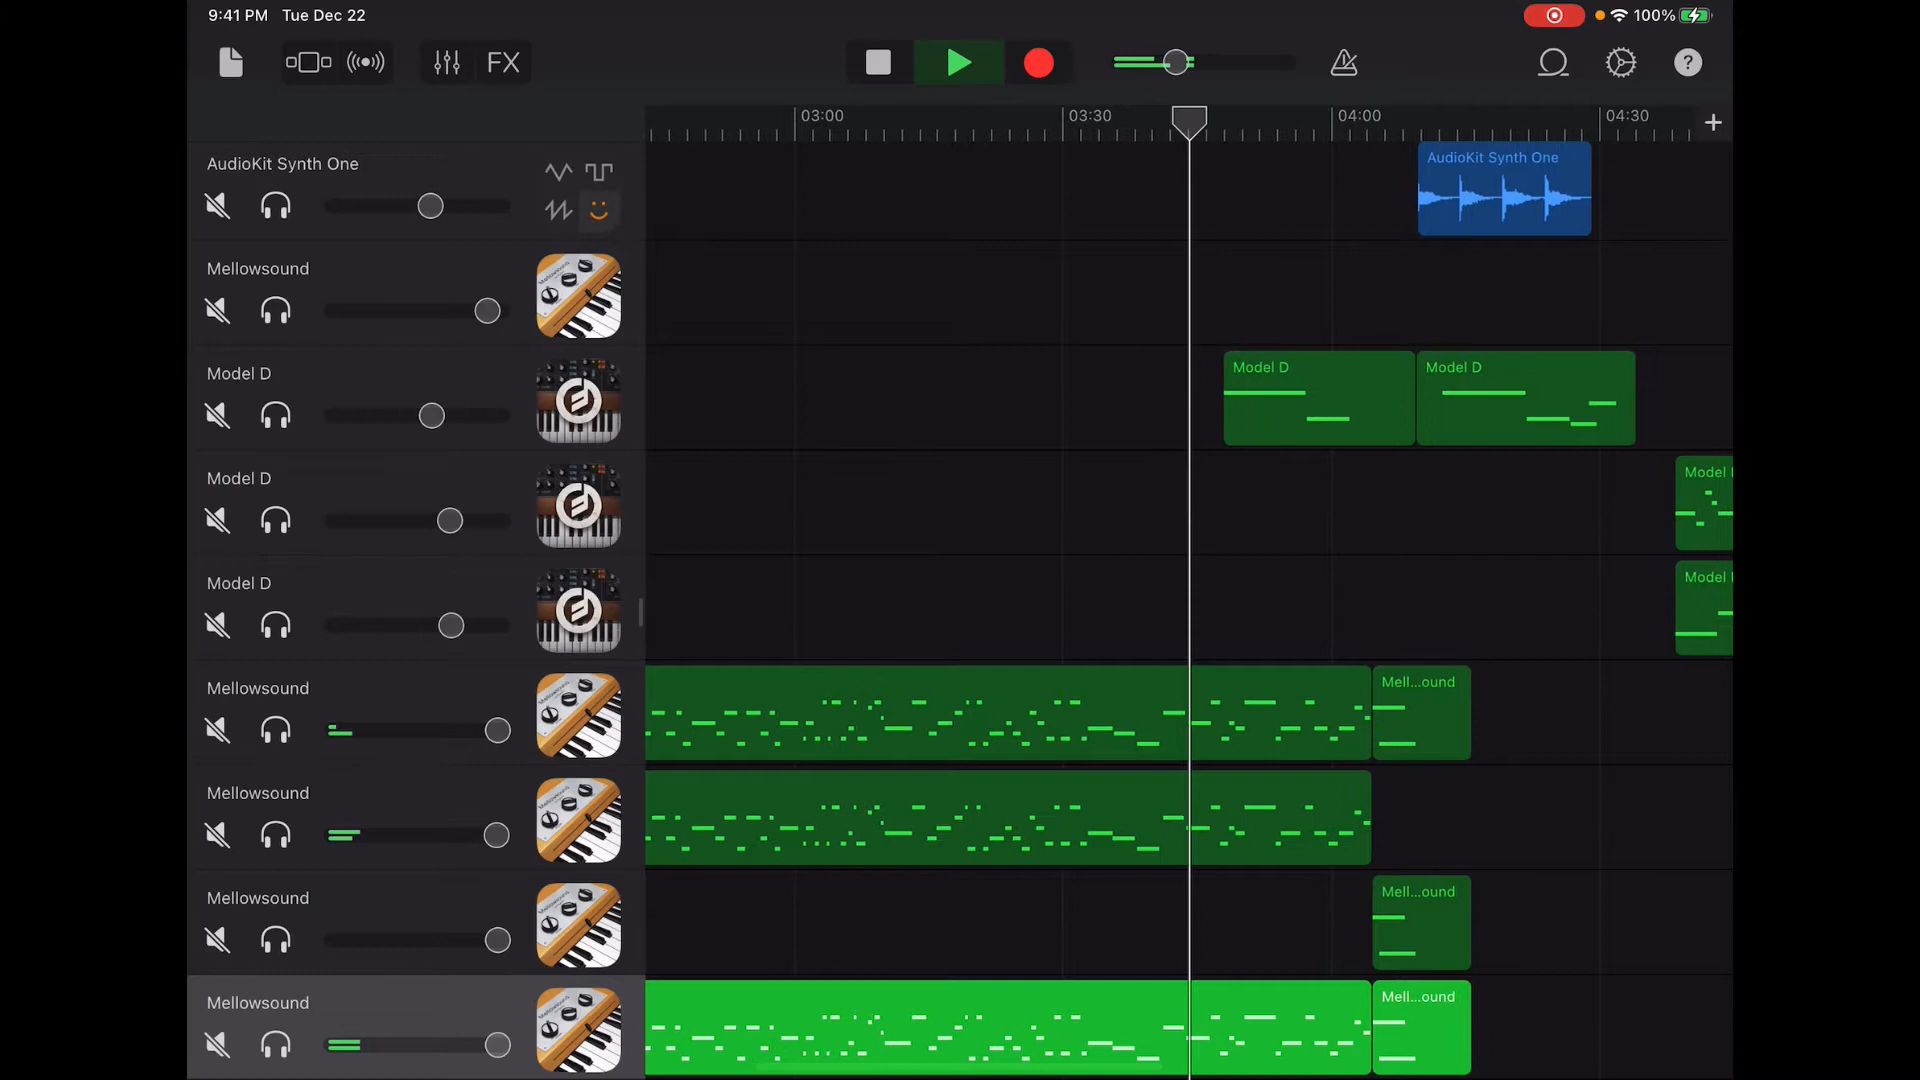 9:41 PM Tue Dec 22
100%
FX
?
03:00
03:30
04:00
04:30
+
AudioKit Synth One
AudioKit Synth One
Mellowsound
Model D
Model D
Model D
Model D
Model
Model D
Model
Mellowsound
Mell...ound
Mellowsound
Mellowsound
Mell...ound
Mellowsound
Mell...ound